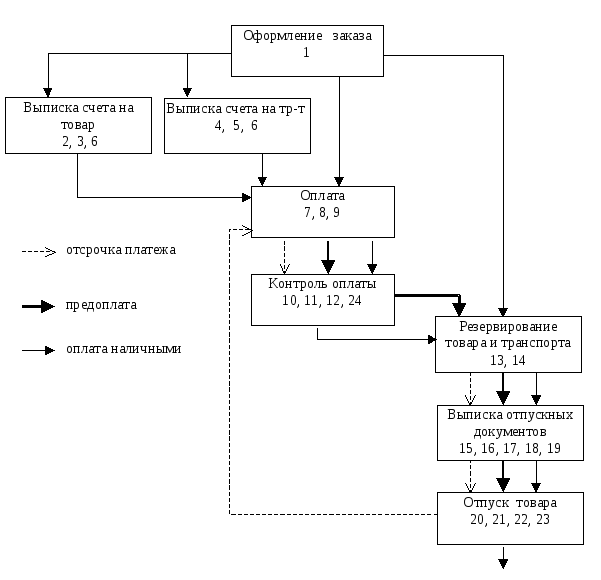 Оформление заказа
1
Выписка счета на
товар
2, 3, 6
Выписка счета на тр-т
4, 5, 6
Оплата
7, 8, 9
отсрочка платежа
предоплата
оплата наличными
Контроль оплаты
10, 11, 12, 24
Резервирование
товара и транспорта
13, 14
Выписка отпускных
документов
15, 16, 17, 18, 19
Отпуск товара
20, 21, 22, 23